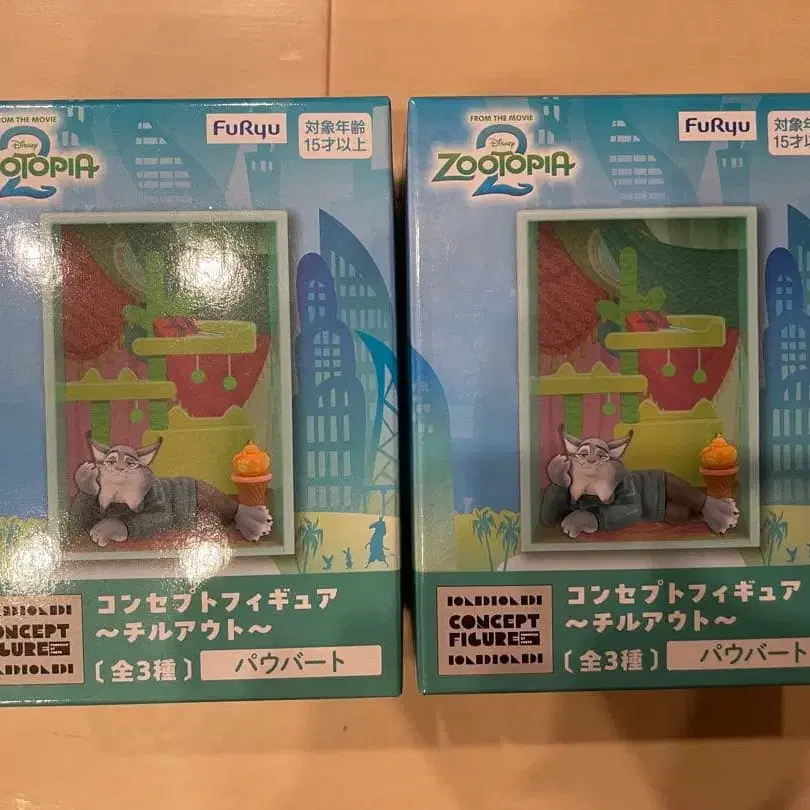 FROM THE MOVIE
Disney
OOTOPIA
2
FuRyu
対象年齢
15才以上
コンセプトフィギュア
～チルアウト～
〔全3種〕
パウバート
ONCEPT
GURE
FROM THE MOVIE
Disney
ZOOTOPIA
2
FuRyu
対象年
15才以
コンセプトフィギュア
～チルアウト～
〔全3種〕
パウバート
CONCEPT
FIGURE